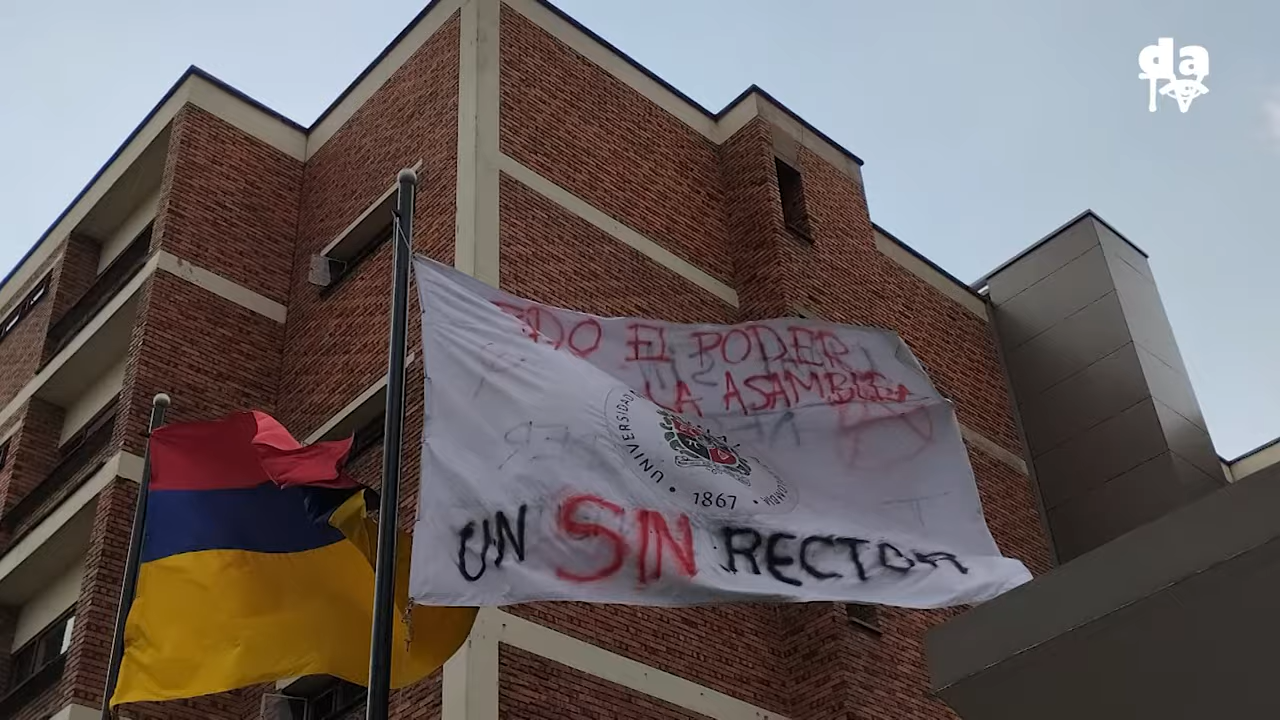 da
EL PODER
LA ASAMBLEA
UNIVERSIDAD
1867
UN SIN RECTOR